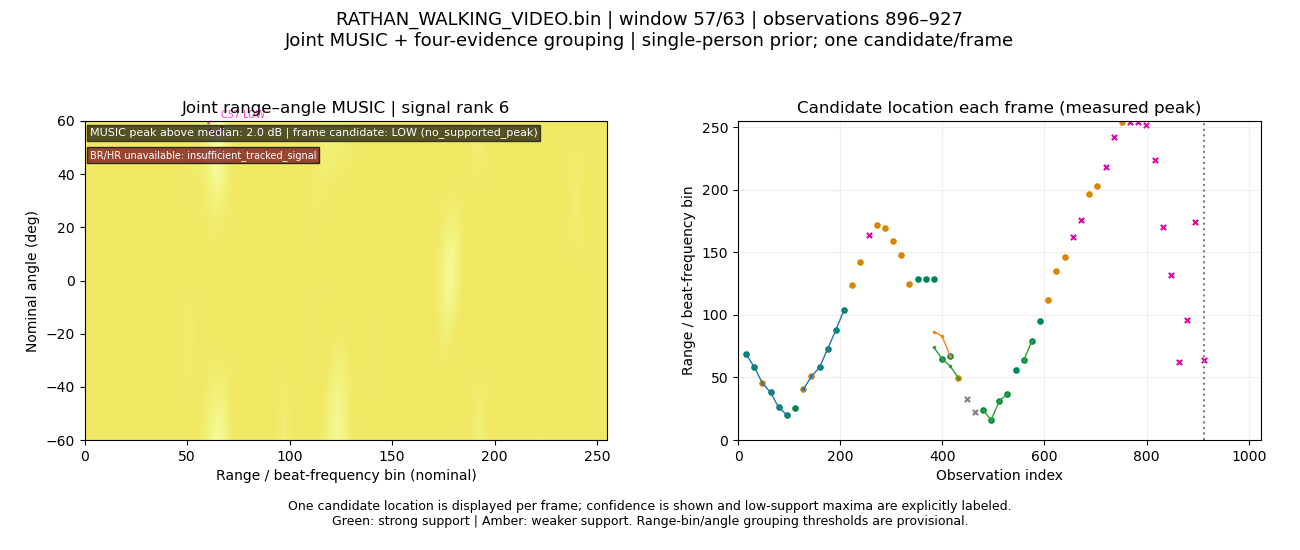 RATHAN_WALKING_VIDEO.bin | window 57/63 | observations 896–927
Joint MUSIC + four-evidence grouping | single-person prior; one candidate/frame
Joint range–angle MUSIC | signal rank 6
C57 LOW
MUSIC peak above median: 2.0 dB | frame candidate: LOW (no_supported_peak)
BR/HR unavailable: insufficient_tracked_signal
60
40
20
0
−20
−40
−60
Nominal angle (deg)
0
50
100
150
200
250
Range / beat-frequency bin (nominal)
Candidate location each frame (measured peak)
250
200
150
100
50
0
Range / beat-frequency bin
0
200
400
600
800
1000
Observation index
One candidate location is displayed per frame; confidence is shown and low-support maxima are explicitly labeled.
Green: strong support | Amber: weaker support. Range-bin/angle grouping thresholds are provisional.